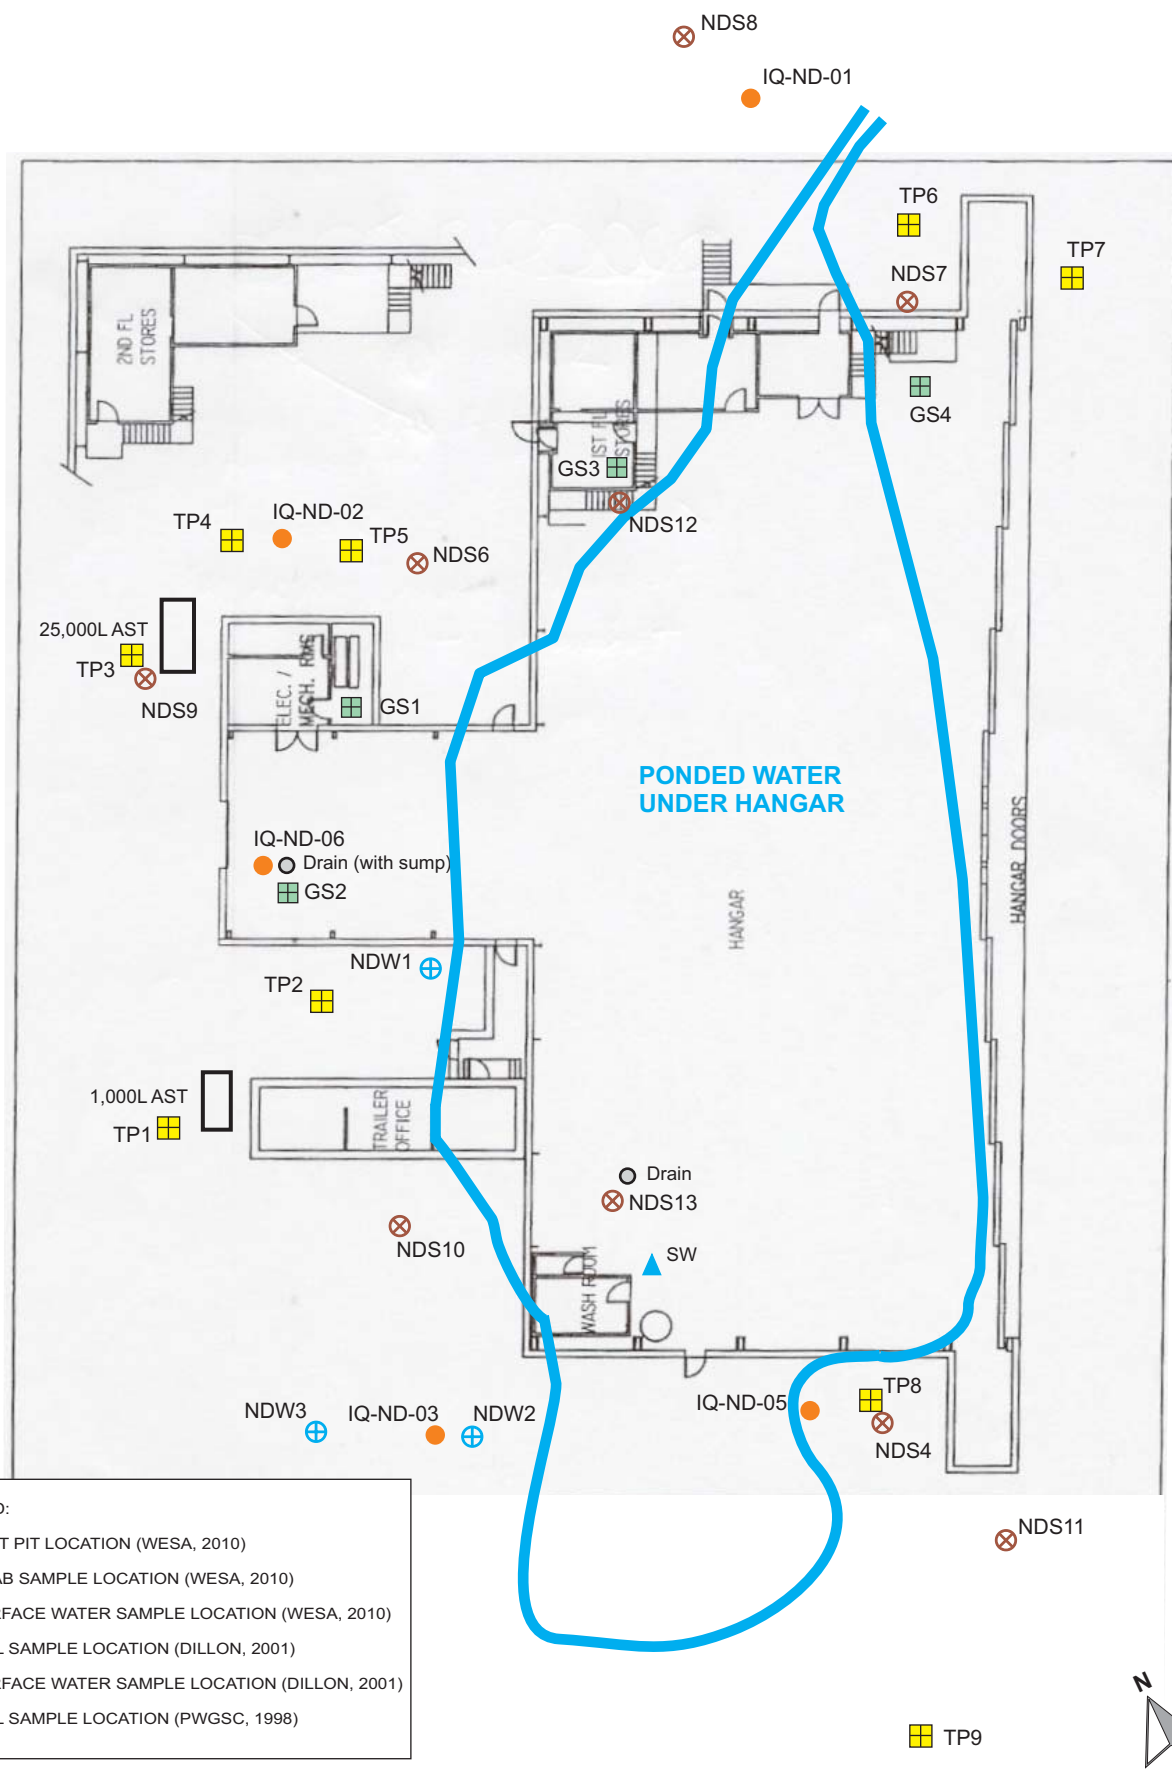 NDS8
IQ-ND-01
TP6
TP7
NDS7
2ND FL
STORES
GS4
1ST FL
STORES
GS3
NDS12
IQ-ND-02
TP4
TP5
NDS6
25,000L AST
TP3
NDS9
ELEC. /
MECH. RMS
GS1
PONDED WATER
UNDER HANGAR
HANGAR DOORS
HANGAR
IQ-ND-06
Drain (with sump)
GS2
NDW1
TP2
1,000L AST
TP1
TRAILER
OFFICE
Drain
NDS13
NDS10
SW
WASH ROOM
TP8
IQ-ND-05
NDS4
NDW3
IQ-ND-03
NDW2
D:
T PIT LOCATION (WESA, 2010)
AB SAMPLE LOCATION (WESA, 2010)
RFACE WATER SAMPLE LOCATION (WESA, 2010)
L SAMPLE LOCATION (DILLON, 2001)
RFACE WATER SAMPLE LOCATION (DILLON, 2001)
L SAMPLE LOCATION (PWGSC, 1998)
NDS11
N
TP9